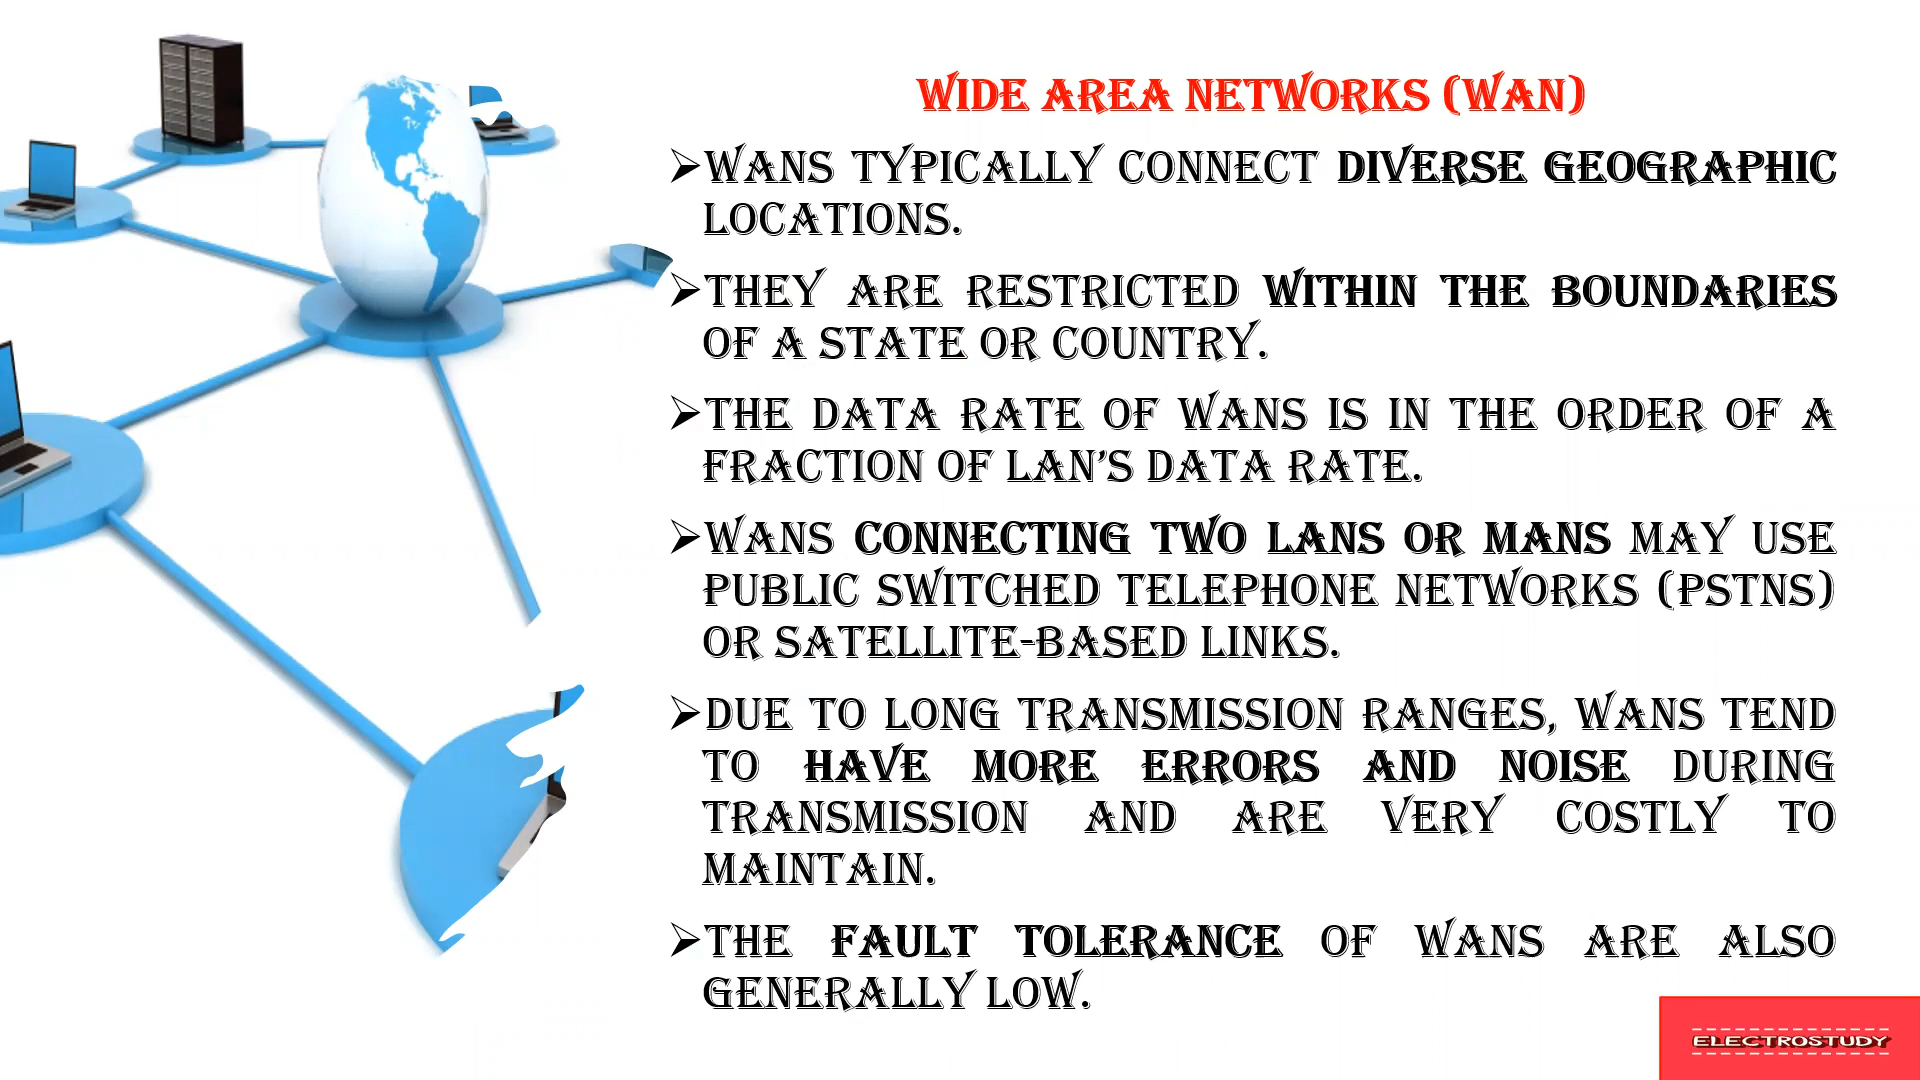 WIDE AREA NETWORKS (WAN)
➢WANS TYPICALLY CONNECT DIVERSE GEOGRAPHIC
LOCATIONS.
➢THEY ARE RESTRICTED WITHIN THE BOUNDARIES
OF A STATE OR COUNTRY.
➢THE DATA RATE OF WANS IS IN THE ORDER OF A
FRACTION OF LAN'S DATA RATE.
➢WANS CONNECTING TWO LANS OR MANS MAY USE
PUBLIC SWITCHED TELEPHONE NETWORKS (PSTNS)
OR SATELLITE-BASED LINKS.
➢DUE TO LONG TRANSMISSION RANGES, WANS TEND
TO HAVE MORE ERRORS AND NOISE DURING
TRANSMISSION AND ARE VERY COSTLY TO
MAINTAIN.
➢THE FAULT TOLERANCE OF WANS ARE ALSO
GENERALLY LOW.
ELECTROSTUDY